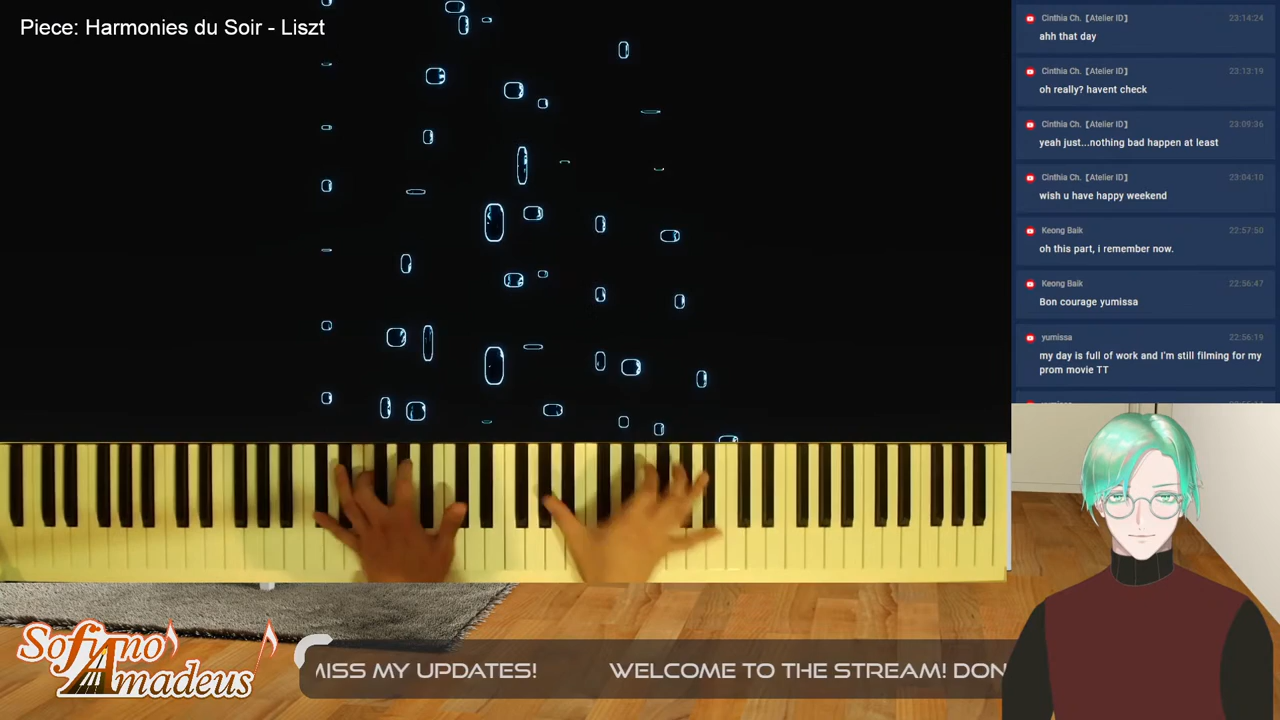 Piece: Harmonies du Soir - Liszt
Cinthia Ch.【Atelier ID】 23:14:24
ahh that day
Cinthia Ch.【Atelier ID】 23:13:19
oh really? havent check
Cinthia Ch.【Atelier ID】 23:09:36
yeah just...nothing bad happen at least
Cinthia Ch.【Atelier ID】 23:04:10
wish u have happy weekend
Keong Baik 22:57:50
oh this part, i remember now.
Keong Baik 22:56:47
Bon courage yumissa
yumissa 22:56:19
my day is full of work and I'm still filming for my
prom movie TT
Sofiano
Amadeus
MISS MY UPDATES! WELCOME TO THE STREAM! DON